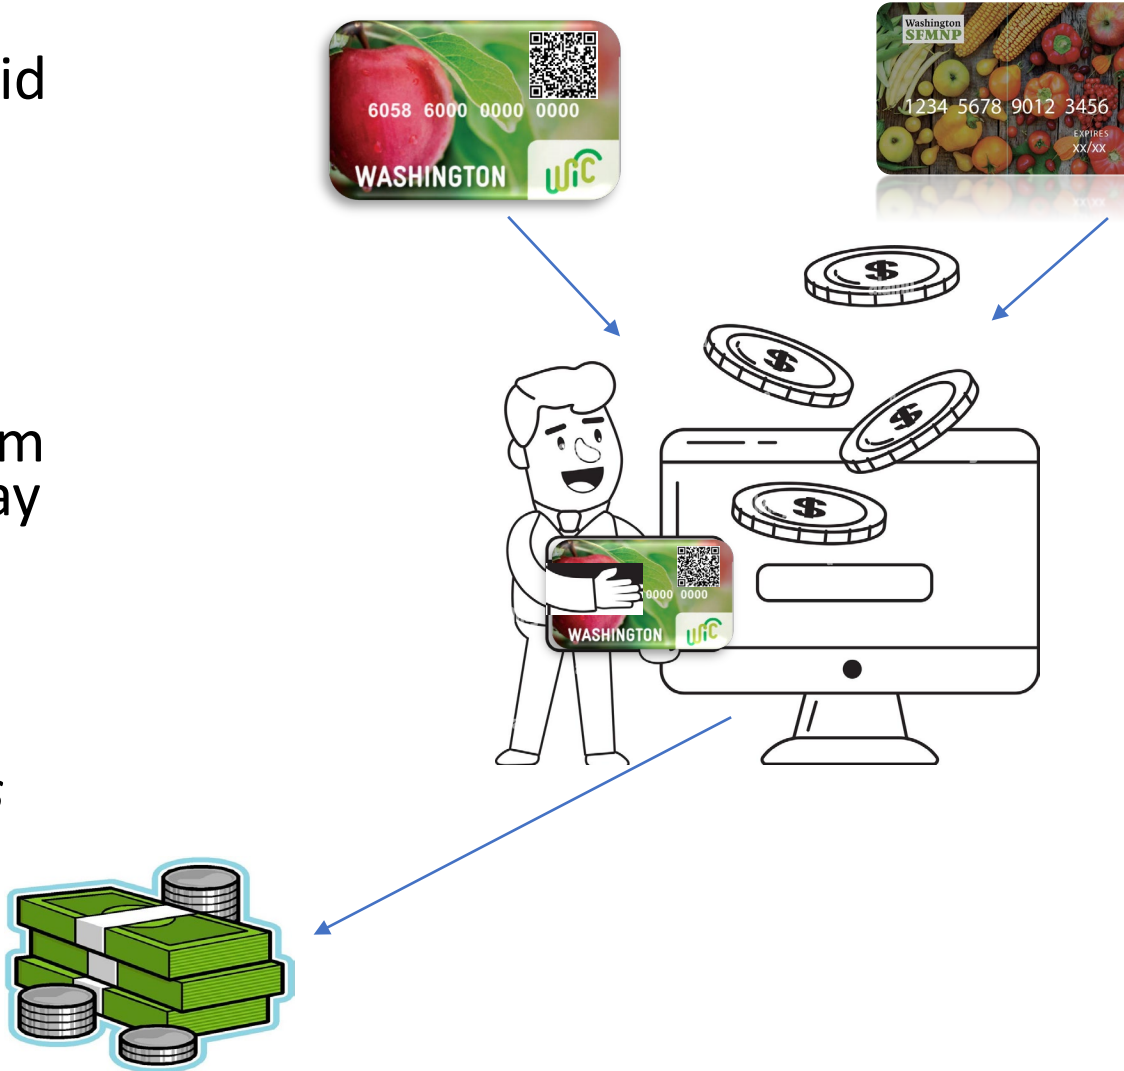 id
m
ay
s
6058 6000 0000 0000
WASHINGTON
WiC
Washington
SFMNP
1234 5678 9012 3456
EXPIRES
xx/xx
$
$
$
$
0000 0000
WASHINGTON
WiC